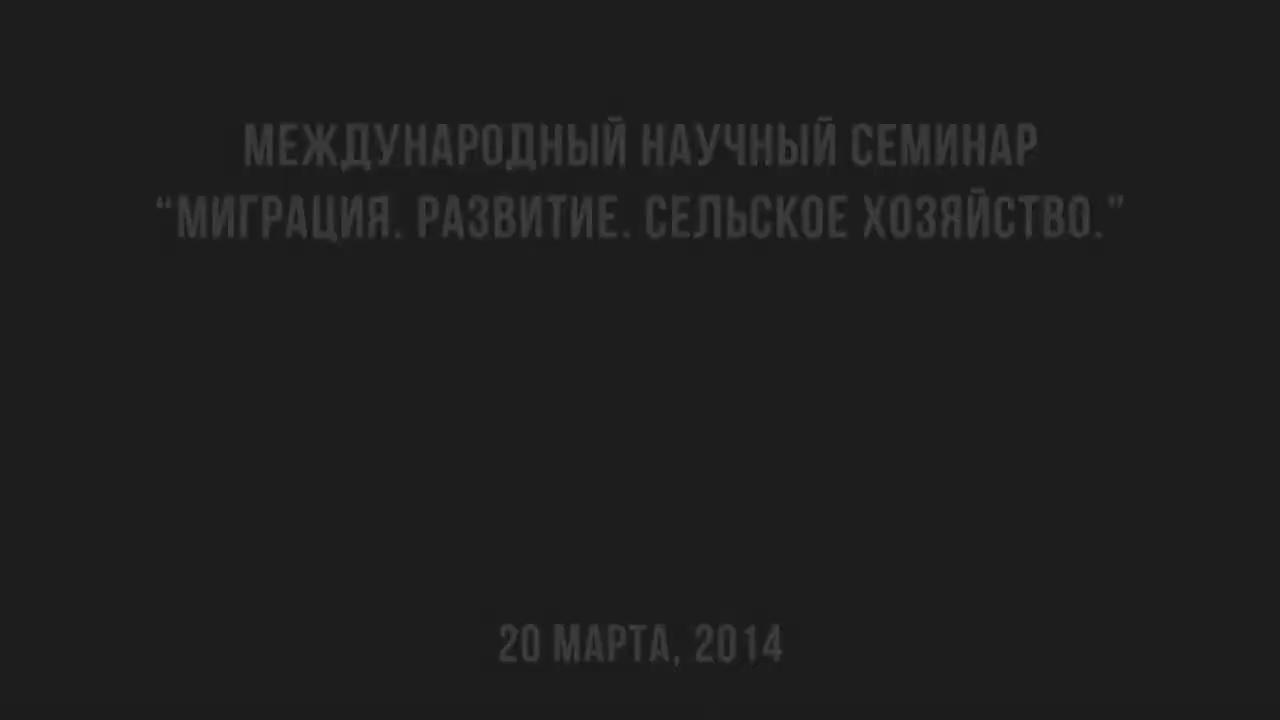 МЕЖДУНАРОДНЫЙ НАУЧНЫЙ СЕМИНАР
“МИГРАЦИЯ. РАЗВИТИЕ. СЕЛЬСКОЕ ХОЗЯЙСТВО.”
20 МАРТА, 2014